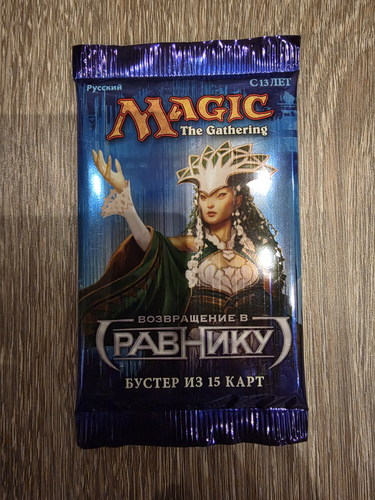 Русский
С 13 ЛЕТ
MAGIC
The Gathering
ВОЗВРАЩЕНИЕ В
РАВНИКУ
БУСТЕР ИЗ 15 КАРТ